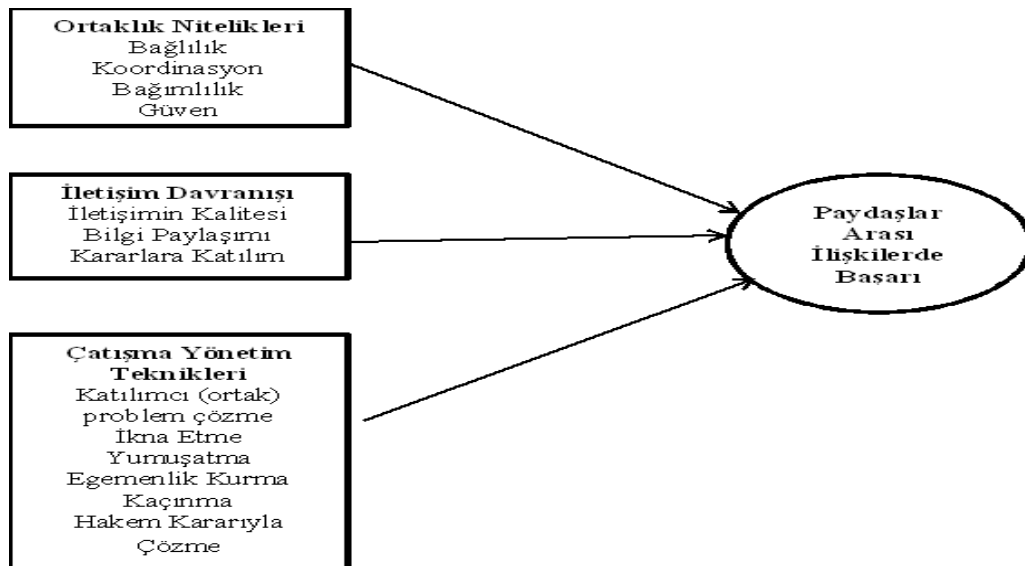 Ortaklık Nitelikleri
Bağlılık
Koordinasyon
Bağımlılık
Güven
İletişim Davranışı
İletişimin Kalitesi
Bilgi Paylaşımı
Kararlara Katılım
Çatışma Yönetim
Teknikleri
Katılımcı (ortak)
problem çözme
İkna Etme
Yumuşatma
Egemenlik Kurma
Kaçınma
Hakem Kararıyla
Çözme
Paydaşlar
Arası
İlişkilerde
Başarı